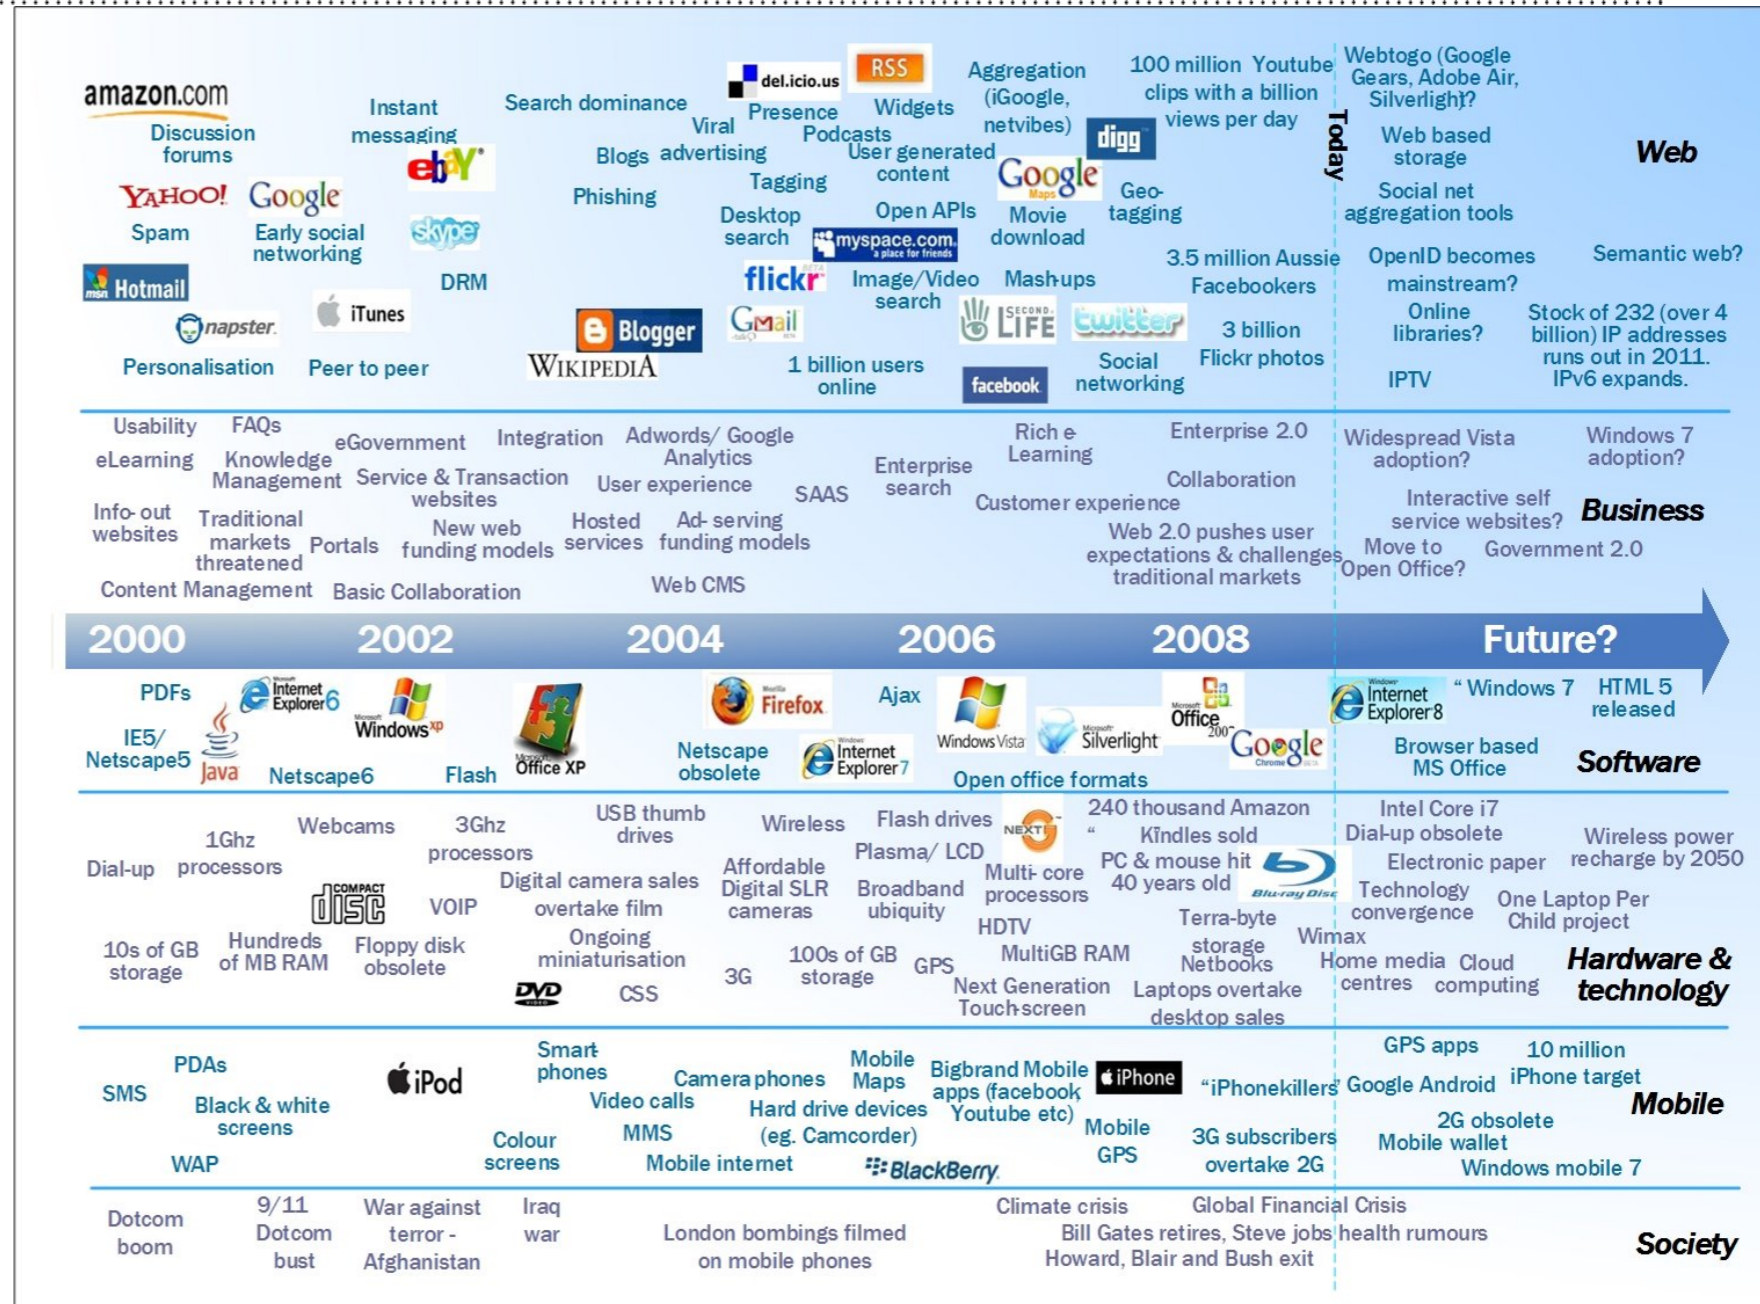 amazon.com
Discussion
forums
YAHOO!
Google
Spam
Early social
networking
msn Hotmail
napster.
iTunes
Personalisation
Peer to peer
Instant
messaging
ebY
skype
DRM
Search dominance
Viral
advertising
Blogs
Phishing
Blogger
WIKIPEDIA
del.icio.us
Presence
Podcasts
Tagging
Desktop
search
flickr BETA
GMail
BETA
1 billion users
online
RSS
Widgets
User generated
content
Open APIs
myspace.com.
a place for friends
Image/Video
search
Aggregation
(iGoogle,
netvibes)
Google
Maps
Movie
download
Mash-ups
SECOND
LIFE
facebook
digg
Geo-
tagging
twitter
Social
networking
100 million Youtube
clips with a billion
views per day
3.5 million Aussie
Facebookers
3 billion
Flickr photos
Today
Webtogo (Google
Gears, Adobe Air,
Silverlight)?
Web based
storage
Social net
aggregation tools
OpenID becomes
mainstream?
Online
libraries?
IPTV
Web
Semantic web?
Stock of 232 (over 4
billion) IP addresses
runs out in 2011.
IPv6 expands.
Usability
FAQs
eLearning
Knowledge
Management
Info-out
websites
Traditional
markets
threatened
Content Management
eGovernment
Service & Transaction
websites
New web
funding models
Portals
Basic Collaboration
Integration
Adwords/ Google
Analytics
User experience
Hosted
services
Ad-serving
funding models
Web CMS
SAAS
Enterprise
search
Rich e
Learning
Customer experience
Enterprise 2.0
Collaboration
Web 2.0 pushes user
expectations & challenges
traditional markets
Widespread Vista
adoption?
Windows 7
adoption?
Interactive self
service websites?
Business
Move to
Open Office?
Government 2.0
2000 2002 2004 2006 2008 Future?
PDFs
IE5/
Netscape5
Java
Microsoft
Internet
Explorer 6
Netscape6
Microsoft
Windows xp
Flash
Microsoft
Office XP
Mozilla
Firefox
Netscape
obsolete
Windows
Internet
Explorer 7
Ajax
Windows Vista
Open office formats
Microsoft
Silverlight
Microsoft
Office
200
Google
Chrome BETA
Windows
Internet
Explorer 8
“ Windows 7
HTML 5
released
Browser based
MS Office
Software
Dial-up
1Ghz
processors
10s of GB
storage
Hundreds
of MB RAM
Webcams
COMPACT
disc
Floppy disk
obsolete
3Ghz
processors
VOIP
DVD
VIDEO
USB thumb
drives
Digital camera sales
overtake film
Ongoing
miniaturisation
CSS
Wireless
Affordable
Digital SLR
cameras
3G
100s of GB
storage
Flash drives
Plasma/ LCD
Broadband
ubiquity
GPS
NEXT
Multi-core
processors
HDTV
MultiGB RAM
Next Generation
Touch-screen
240 thousand Amazon
“ Kindles sold
PC & mouse hit
40 years old
Blu-ray Disc
Terra-byte
storage
Netbooks
Laptops overtake
desktop sales
Wimax
Intel Core i7
Dial-up obsolete
Electronic paper
Technology
convergence
Home media
centres
Cloud
computing
Wireless power
recharge by 2050
One Laptop Per
Child project
Hardware &
technology
SMS
PDAs
Black & white
screens
WAP
iPod
Colour
screens
Smart
phones
Video calls
MMS
Mobile internet
Camera phones
Hard drive devices
(eg. Camcorder)
Mobile
Maps
BlackBerry.
Bigbrand Mobile
apps (facebook,
Youtube etc)
iPhone
Mobile
GPS
“iPhonekillers’
3G subscribers
overtake 2G
GPS apps
Google Android
10 million
iPhone target
Mobile
2G obsolete
Mobile wallet
Windows mobile 7
Dotcom
boom
9/11
Dotcom
bust
War against
terror -
Afghanistan
Iraq
war
London bombings filmed
on mobile phones
Climate crisis
Global Financial Crisis
Bill Gates retires, Steve jobs health rumours
Howard, Blair and Bush exit
Society